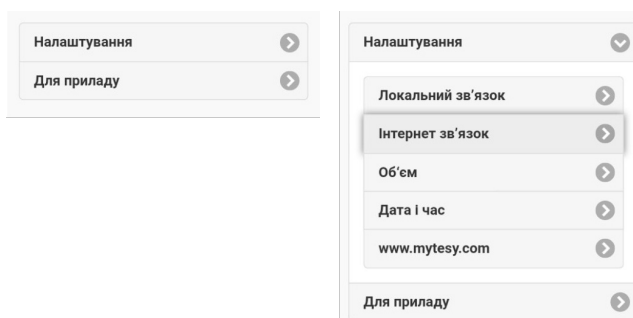 Налаштування
Для приладу
Налаштування
Локальний зв’язок
Інтернет зв’язок
Об‘єм
Дата і час
www.mytesy.com
Для приладу